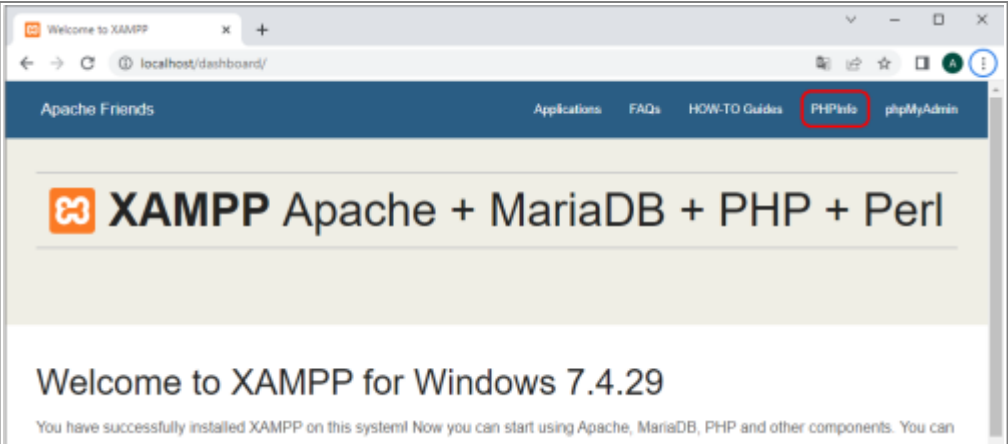 Welcome to XAMPP
localhost/dashboard/
A
Apache Friends
Applications FAQs HOW-TO Guides PHPInfo phpMyAdmin
XAMPP Apache + MariaDB + PHP + Perl
Welcome to XAMPP for Windows 7.4.29
You have successfully installed XAMPP on this system! Now you can start using Apache, MariaDB, PHP and other components. You can